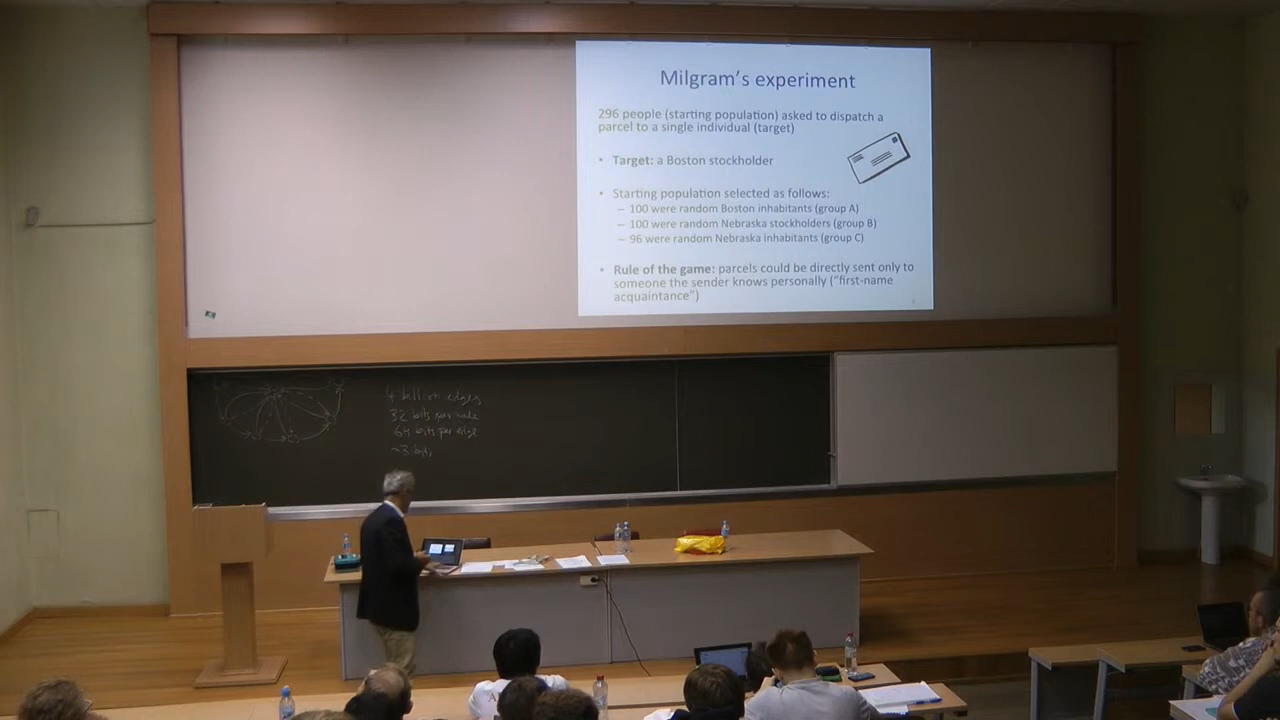 Milgram's experiment
296 people (starting population) asked to dispatch a
parcel to a single individual (target)
• Target: a Boston stockholder
• Starting population selected as follows:
– 100 were random Boston inhabitants (group A)
– 100 were random Nebraska stockholders (group B)
– 96 were random Nebraska inhabitants (group C)
• Rule of the game: parcels could be directly sent only to
someone the sender knows personally ("first-name
acquaintance")
4 billion edges
32 bits per node
64 bits per edge
~3 bits